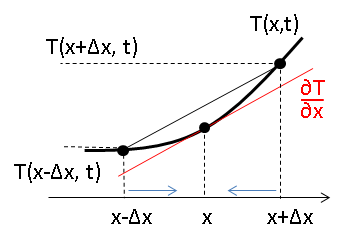 T(x,t)
T(x+Δx, t)
∂T
∂x
T(x-Δx, t)
x-Δx
x
x+Δx